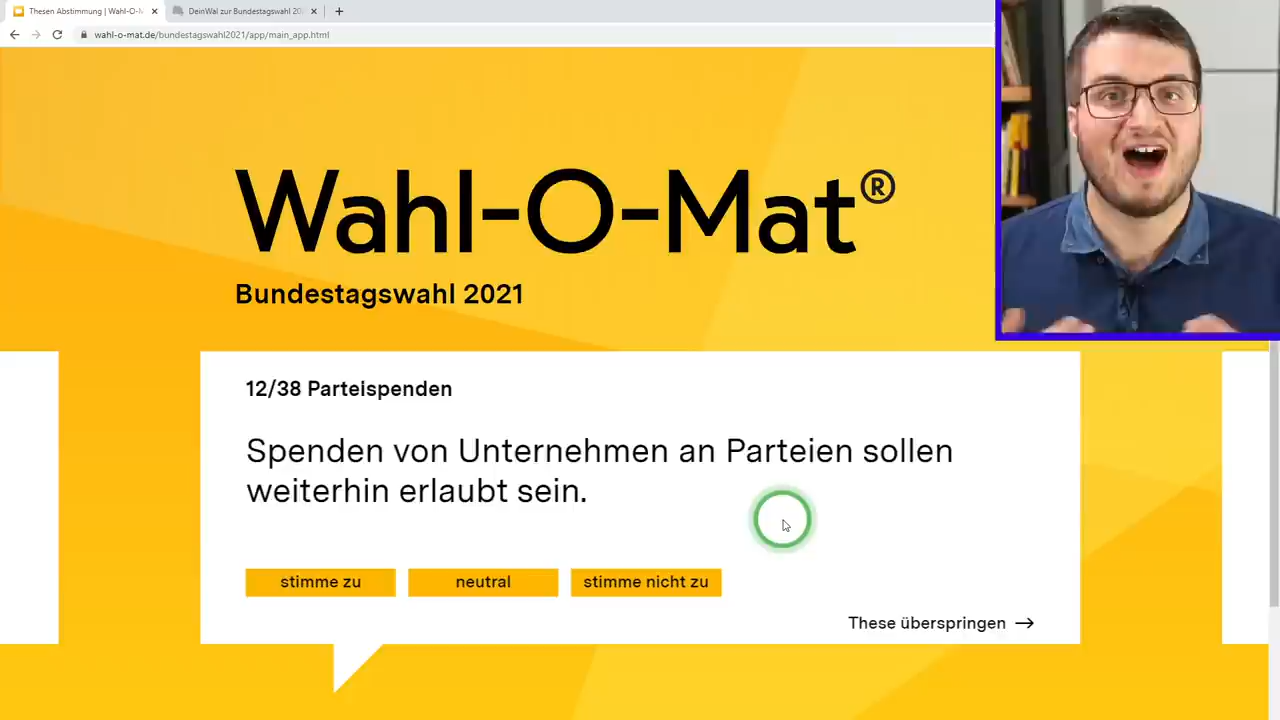 Thesen Abstimmung | Wahl-O-M
DeinWal zur Bundestagswahl 20
wahl-o-mat.de/bundestagswahl2021/app/main_app.html
Wahl-O-Mat®
Bundestagswahl 2021
12/38 Parteispenden
Spenden von Unternehmen an Parteien sollen
weiterhin erlaubt sein.
stimme zu
neutral
stimme nicht zu
These überspringen →